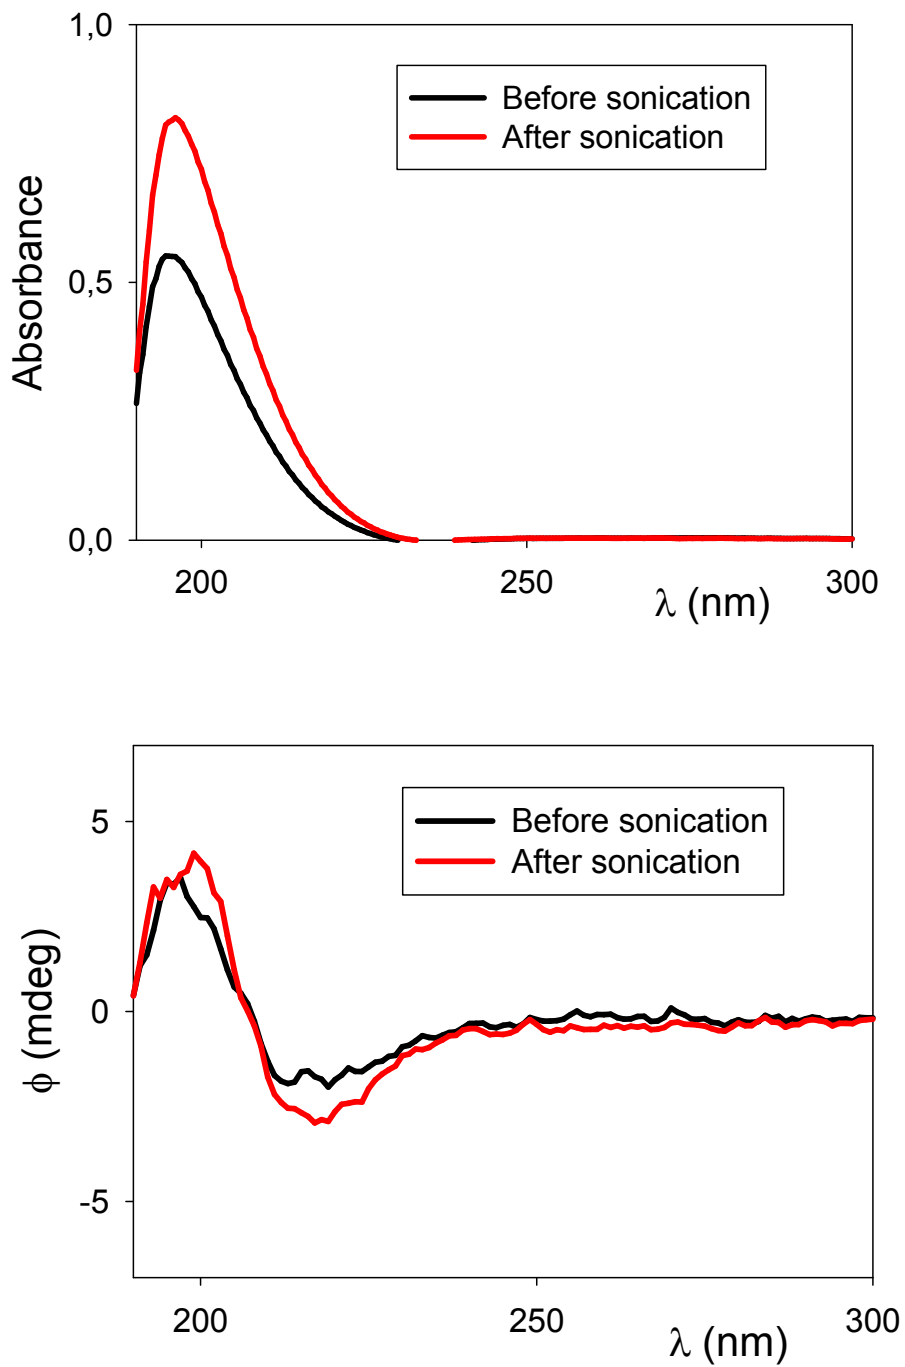 1,0
Before sonication
After sonication
Absorbance
0,5
0,0
200
250
300
λ (nm)
5
Before sonication
After sonication
ϕ (mdeg)
0
-5
200
250
300
λ (nm)